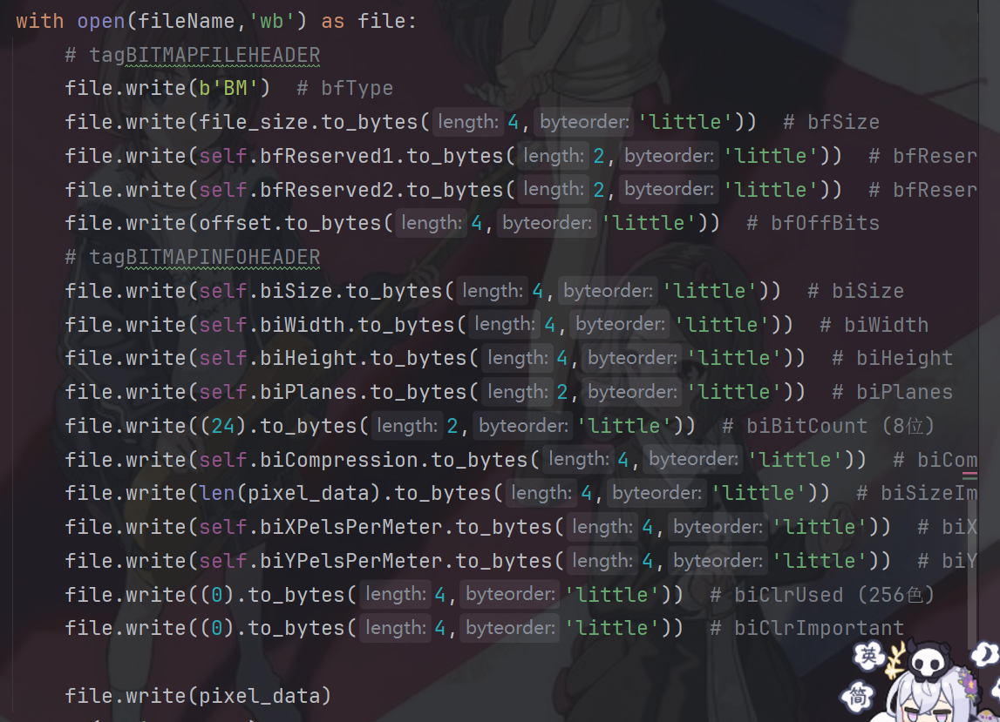 with open(fileName,'wb') as file:
# tagBITMAPFILEHEADER
file.write(b'BM')  # bfType
file.write(file_size.to_bytes( length: 4, byteorder: 'little'))  # bfSize
file.write(self.bfReserved1.to_bytes( length: 2, byteorder: 'little'))  # bfReser
file.write(self.bfReserved2.to_bytes( length: 2, byteorder: 'little'))  # bfReser
file.write(offset.to_bytes( length: 4, byteorder: 'little'))  # bfOffBits
# tagBITMAPINFOHEADER
file.write(self.biSize.to_bytes( length: 4, byteorder: 'little'))  # biSize
file.write(self.biWidth.to_bytes( length: 4, byteorder: 'little'))  # biWidth
file.write(self.biHeight.to_bytes( length: 4, byteorder: 'little'))  # biHeight
file.write(self.biPlanes.to_bytes( length: 2, byteorder: 'little'))  # biPlanes
file.write((24).to_bytes( length: 2, byteorder: 'little'))  # biBitCount (8位)
file.write(self.biCompression.to_bytes( length: 4, byteorder: 'little'))  # biCom
file.write(len(pixel_data).to_bytes( length: 4, byteorder: 'little'))  # biSizeIm
file.write(self.biXPelsPerMeter.to_bytes( length: 4, byteorder: 'little'))  # biX
file.write(self.biYPelsPerMeter.to_bytes( length: 4, byteorder: 'little'))  # biY
file.write((0).to_bytes( length: 4, byteorder: 'little'))  # biClrUsed (256色)
file.write((0).to_bytes( length: 4, byteorder: 'little'))  # biClrImportant
英
简
file.write(pixel_data)